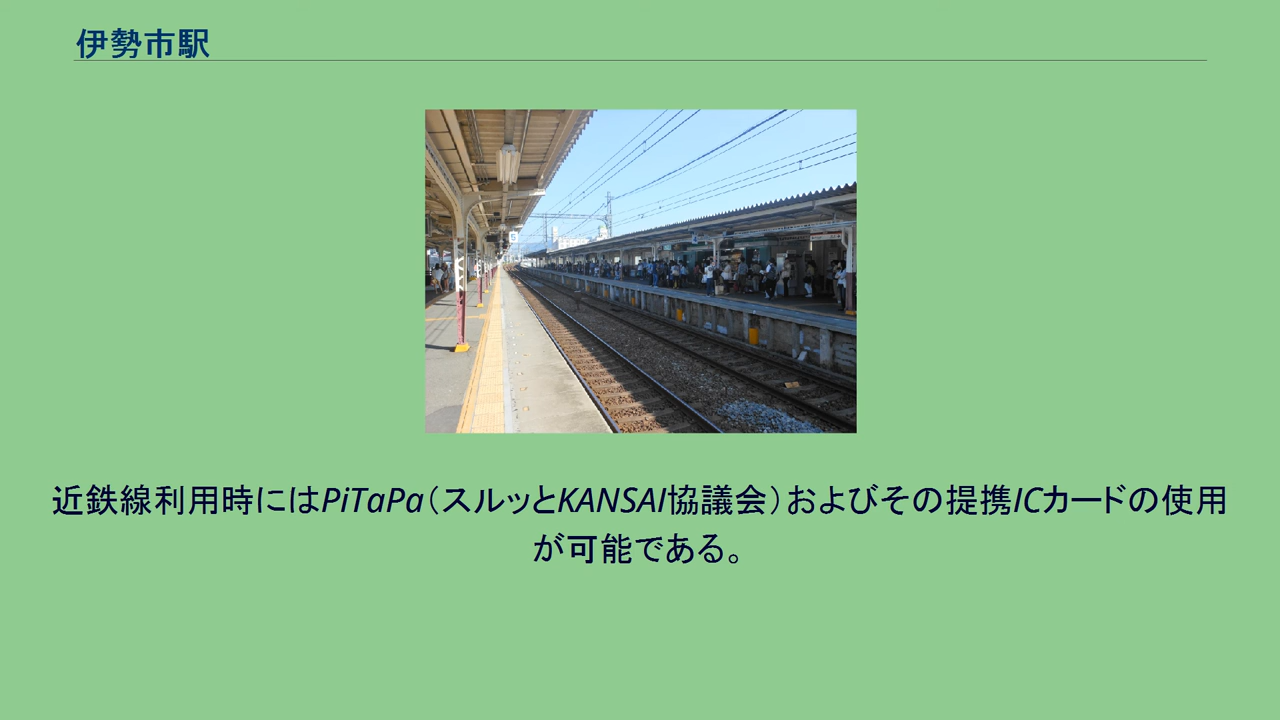 伊勢市駅
近鉄線利用時にはPiTaPa（スルッとKANSAI協議会）およびその提携ICカードの使用
が可能である。